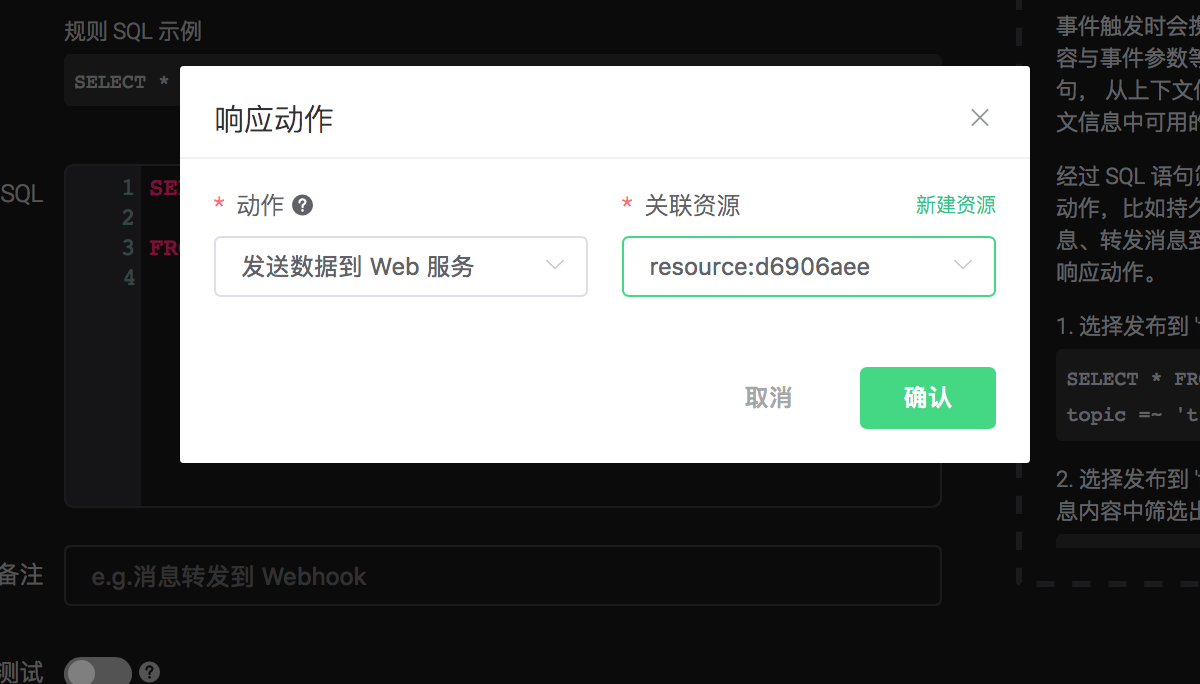 规则 SQL 示例
SELECT *
SQL
1 SE
2
3 FRO
4
响应动作
* 动作 ?
发送数据到 Web 服务
* 关联资源 新建资源
resource:d6906aee
取消 确认
备注
e.g.消息转发到 Webhook
测试 ?
事件触发时会
容与事件参数等
句， 从上下文
文信息中可用的
经过 SQL 语句
动作，比如持久
息、转发消息到
响应动作。
1. 选择发布到 't
SELECT * FRO
topic =~ 't
2. 选择发布到 't
息内容中筛选出